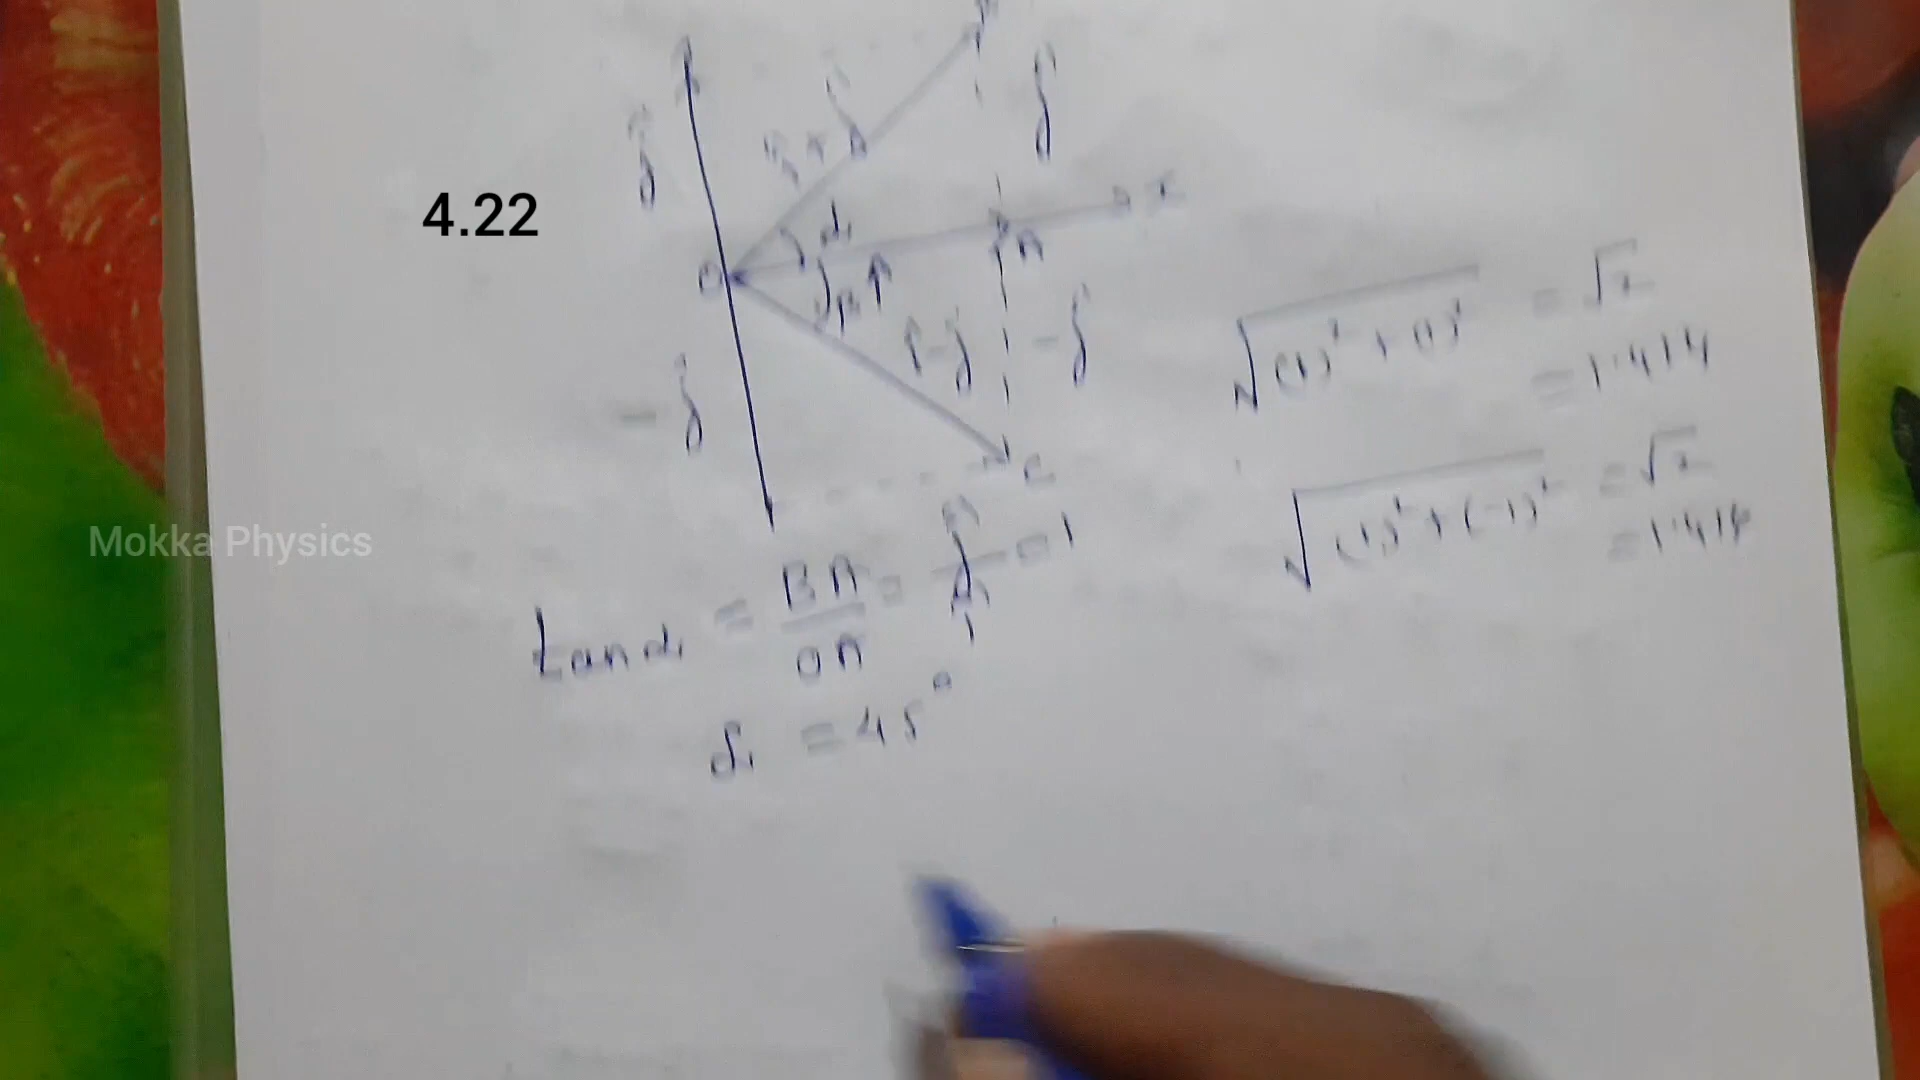 4.22
ĵ
ĵ
î + ĵ
α
X
A
O
β î
î - ĵ
- ĵ
- ĵ
C
√(1)² + (1)² = √2
= 1.414
√(1)² + (-1)² = √2
= 1.414
Mokka Physics
tan α = BA/OA = ĵ/î = 1
α = 45°